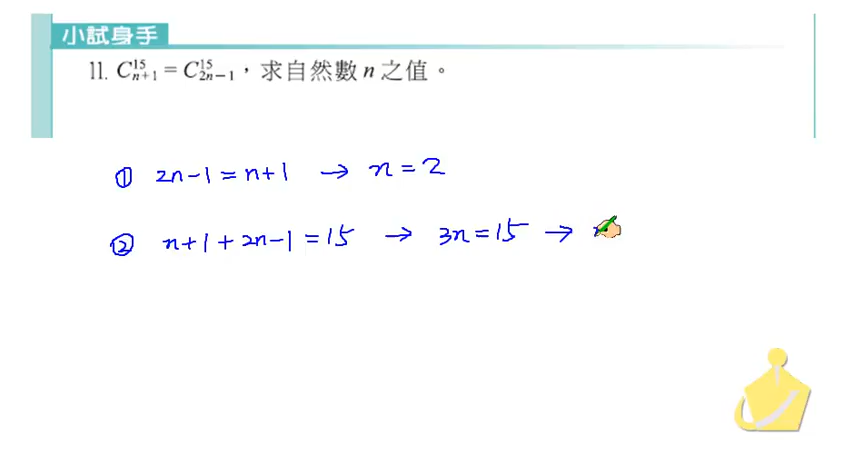 小試身手
11. C^{15}_{n+1} = C^{15}_{2n-1}，求自然數 n 之值。
① 2n-1 = n+1 → n = 2
② n+1 + 2n-1 = 15 → 3n = 15 →